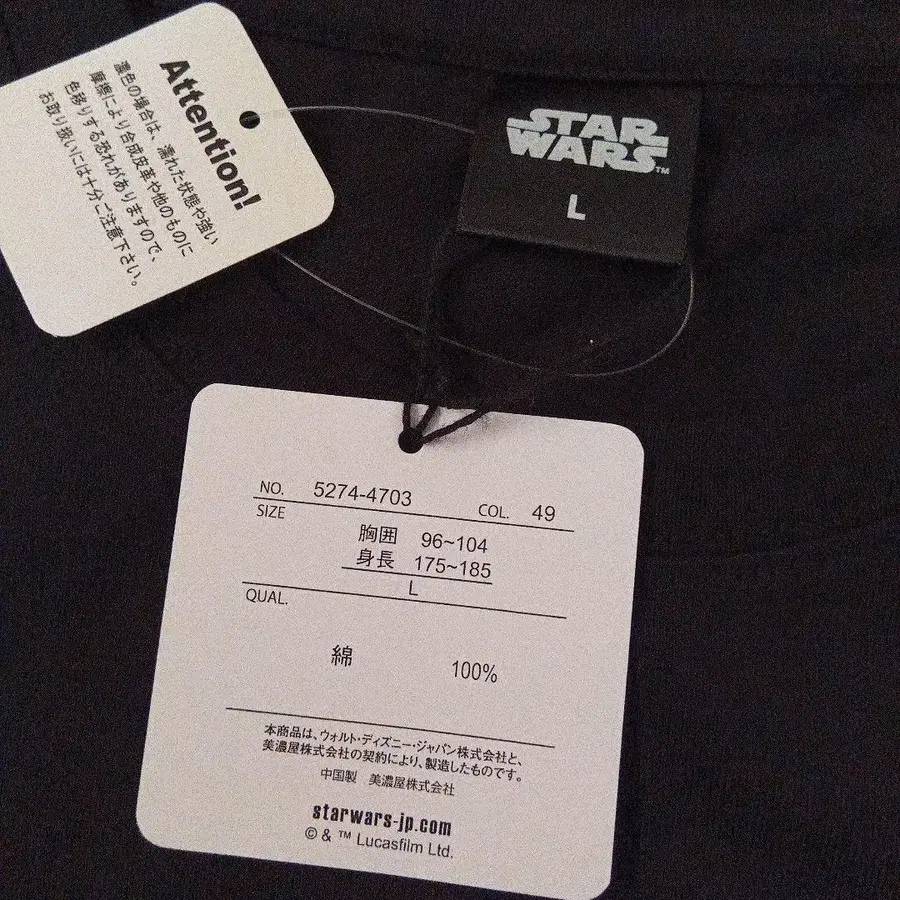 Attention!
濃色の場合は、濡れた状態や強い
摩擦により合成皮革や他のものに
色移りする恐れがありますので、
お取り扱いには十分ご注意下さい。
STAR
WARS™
L
NO. 5274-4703 COL. 49
SIZE
胸囲 96~104
身長 175~185
L
QUAL.
綿 100%
本商品は、ウォルト・ディズニー・ジャパン株式会社と、
美濃屋株式会社の契約により、製造したものです。
中国製 美濃屋株式会社
starwars-jp.com
© & ™ Lucasfilm Ltd.